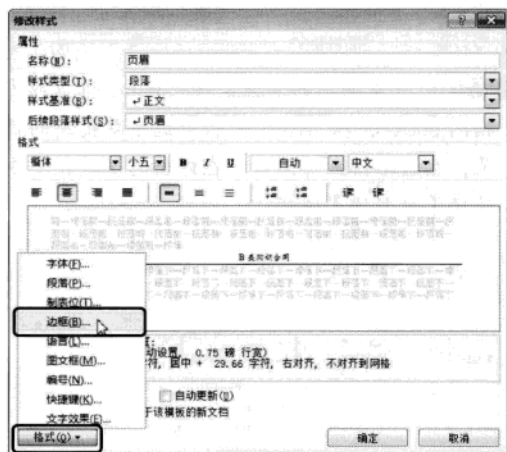 修改样式
属性
名称(N): 页眉
样式类型(T): 段落
样式基准(B): 正文
后续段落样式(S): 页眉
格式
楷体 小五 B I U 自动 中文
字体(F)...
段落(P)...
制表位(T)...
边框(B)...
语言(L)...
图文框(M)...
编号(N)...
快捷键(K)...
文字效果(E)...
动设置, 0.75 磅 行宽)
字符, 居中 + 29.66 字符, 右对齐, 不对齐到网格
自动更新(U)
于该模板的新文档
格式(O) 确定 取消